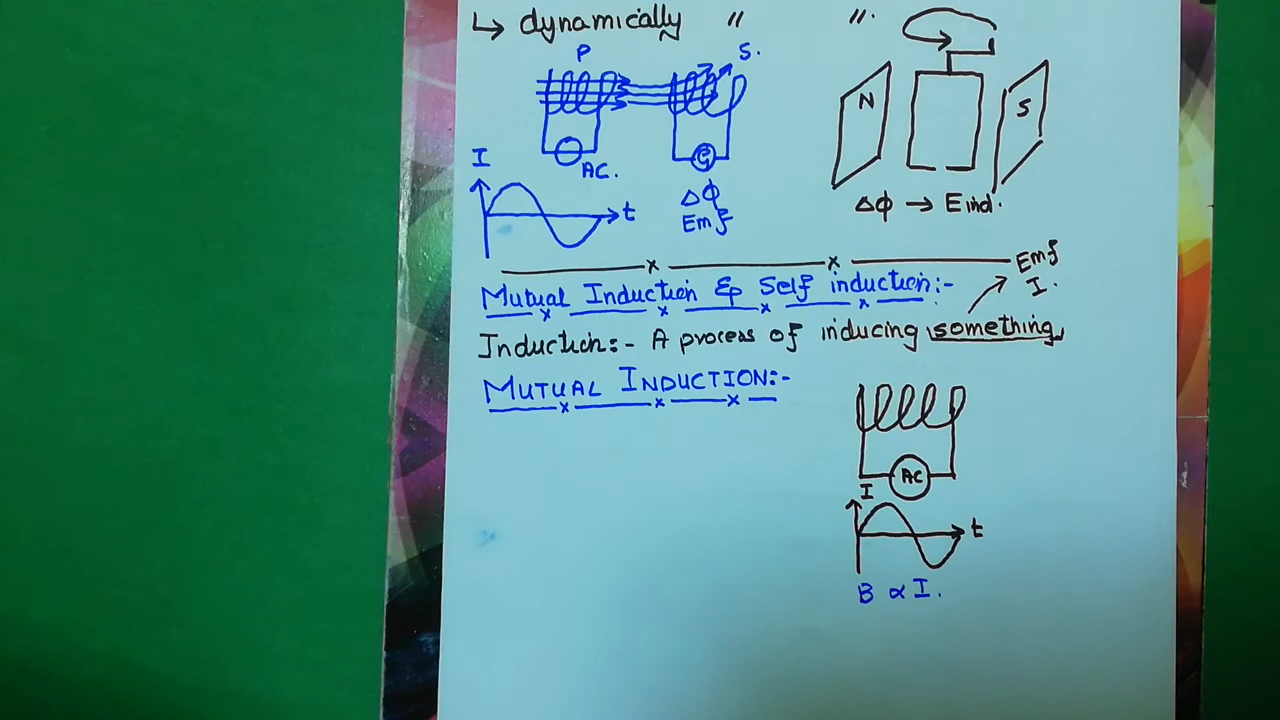 ↳ dynamically " ".
P S.
N S
G
AC.
I
t
Δϕ
Emf
Δϕ → Eind.
Emf
I.
Mutual Induction & Self induction:-
Induction:- A process of inducing something
MUTUAL INDUCTION:-
AC
I
t
B ∝ I.